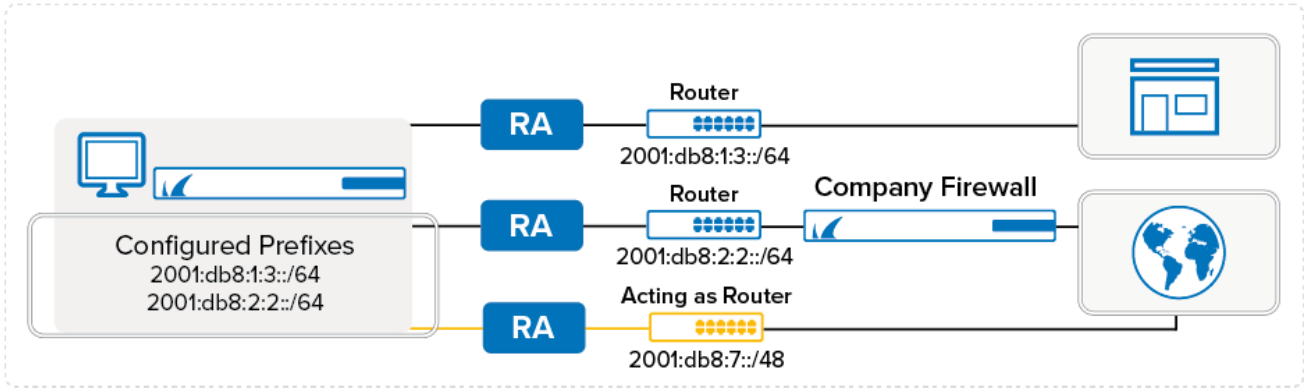 RA
Router
2001:db8:1:3::/64
RA
Router
2001:db8:2:2::/64
Company Firewall
Configured Prefixes
2001:db8:1:3::/64
2001:db8:2:2::/64
RA
Acting as Router
2001:db8:7::/48